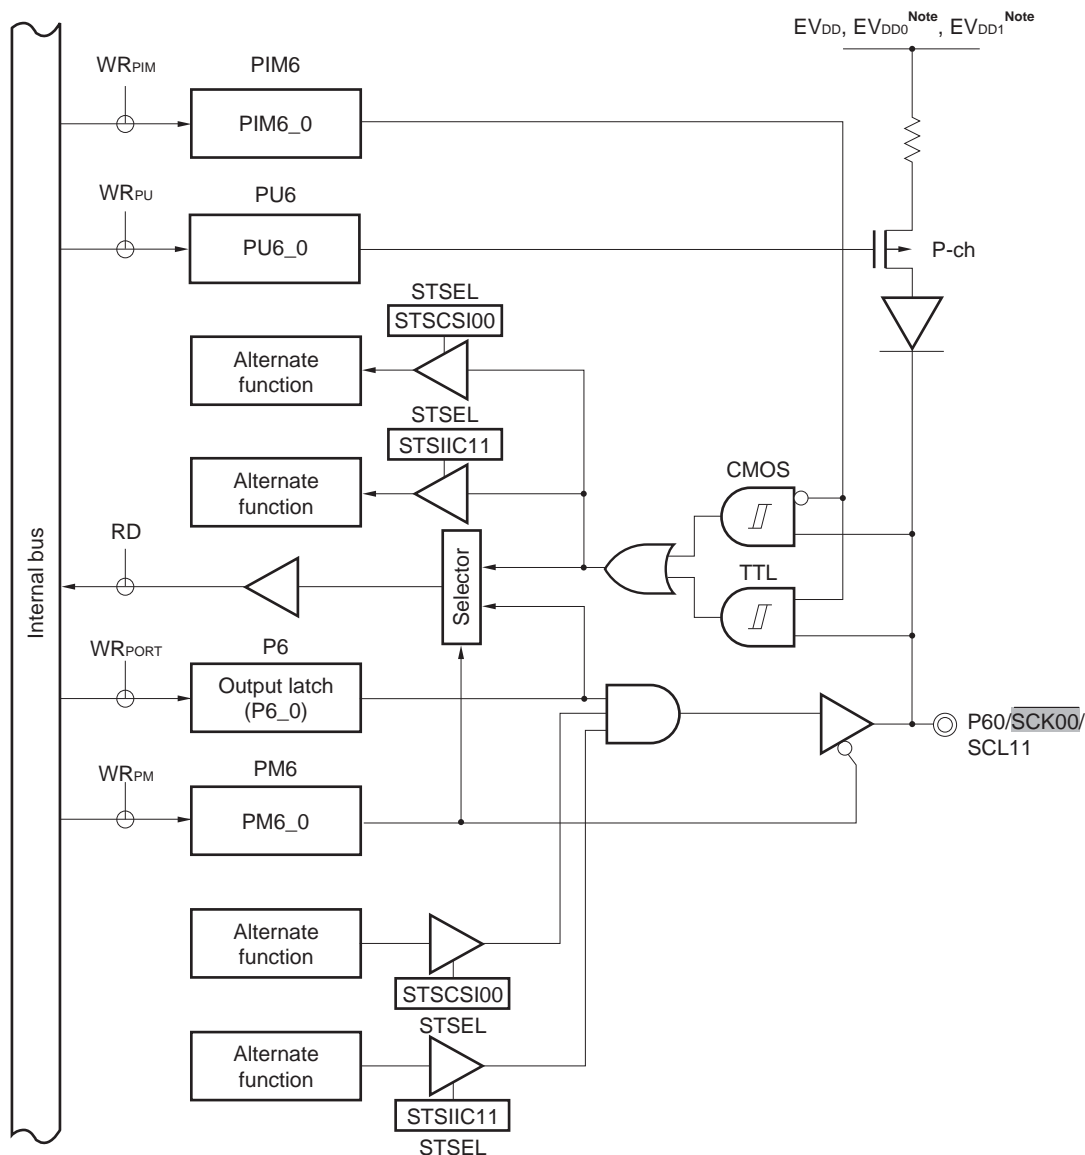 EVDD, EVDD0Note, EVDD1Note
WRPIM
PIM6
PIM6_0
WRPU
PU6
PU6_0
P-ch
STSEL
STSCSI00
Alternate
function
STSEL
STSIIC11
Alternate
function
CMOS
RD
Selector
TTL
Internal bus
WRPORT
P6
Output latch
(P6_0)
P60/SCK00/
SCL11
WRPM
PM6
PM6_0
Alternate
function
STSCSI00
STSEL
Alternate
function
STSIIC11
STSEL